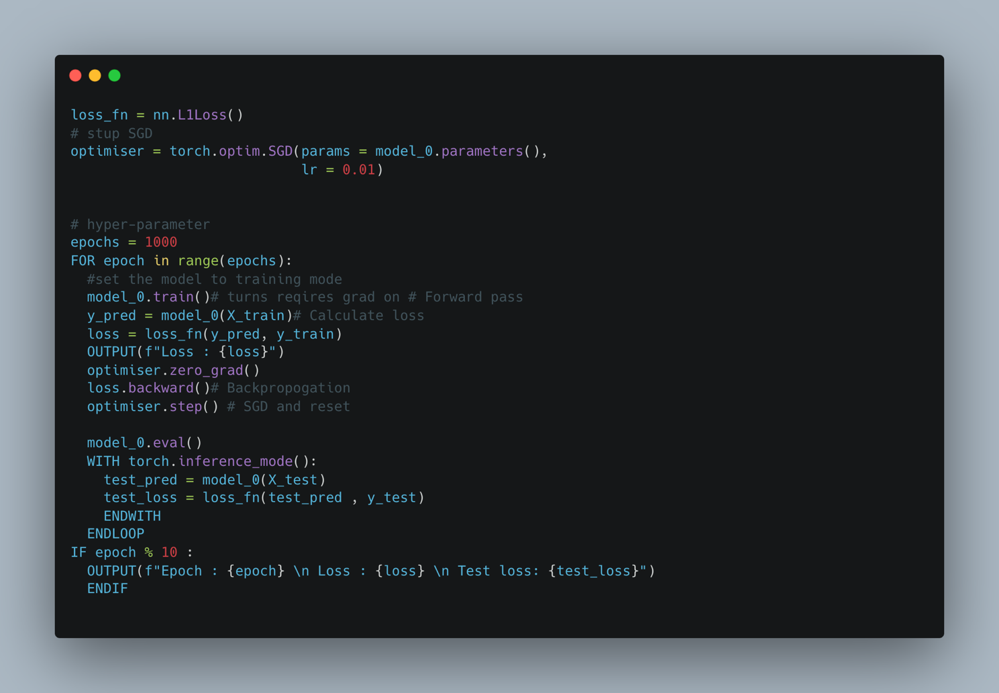 loss_fn = nn.L1Loss()
# stup SGD
optimiser = torch.optim.SGD(params = model_0.parameters(),
                            lr = 0.01)
# hyper-parameter
epochs = 1000
FOR epoch in range(epochs):
  #set the model to training mode
  model_0.train()# turns reqires grad on # Forward pass
  y_pred = model_0(X_train)# Calculate loss
  loss = loss_fn(y_pred, y_train)
  OUTPUT(f"Loss : {loss}")
  optimiser.zero_grad()
  loss.backward()# Backpropogation
  optimiser.step() # SGD and reset
  model_0.eval()
  WITH torch.inference_mode():
    test_pred = model_0(X_test)
    test_loss = loss_fn(test_pred , y_test)
    ENDWITH
  ENDLOOP
IF epoch % 10 :
  OUTPUT(f"Epoch : {epoch} \n Loss : {loss} \n Test loss: {test_loss}")
  ENDIF